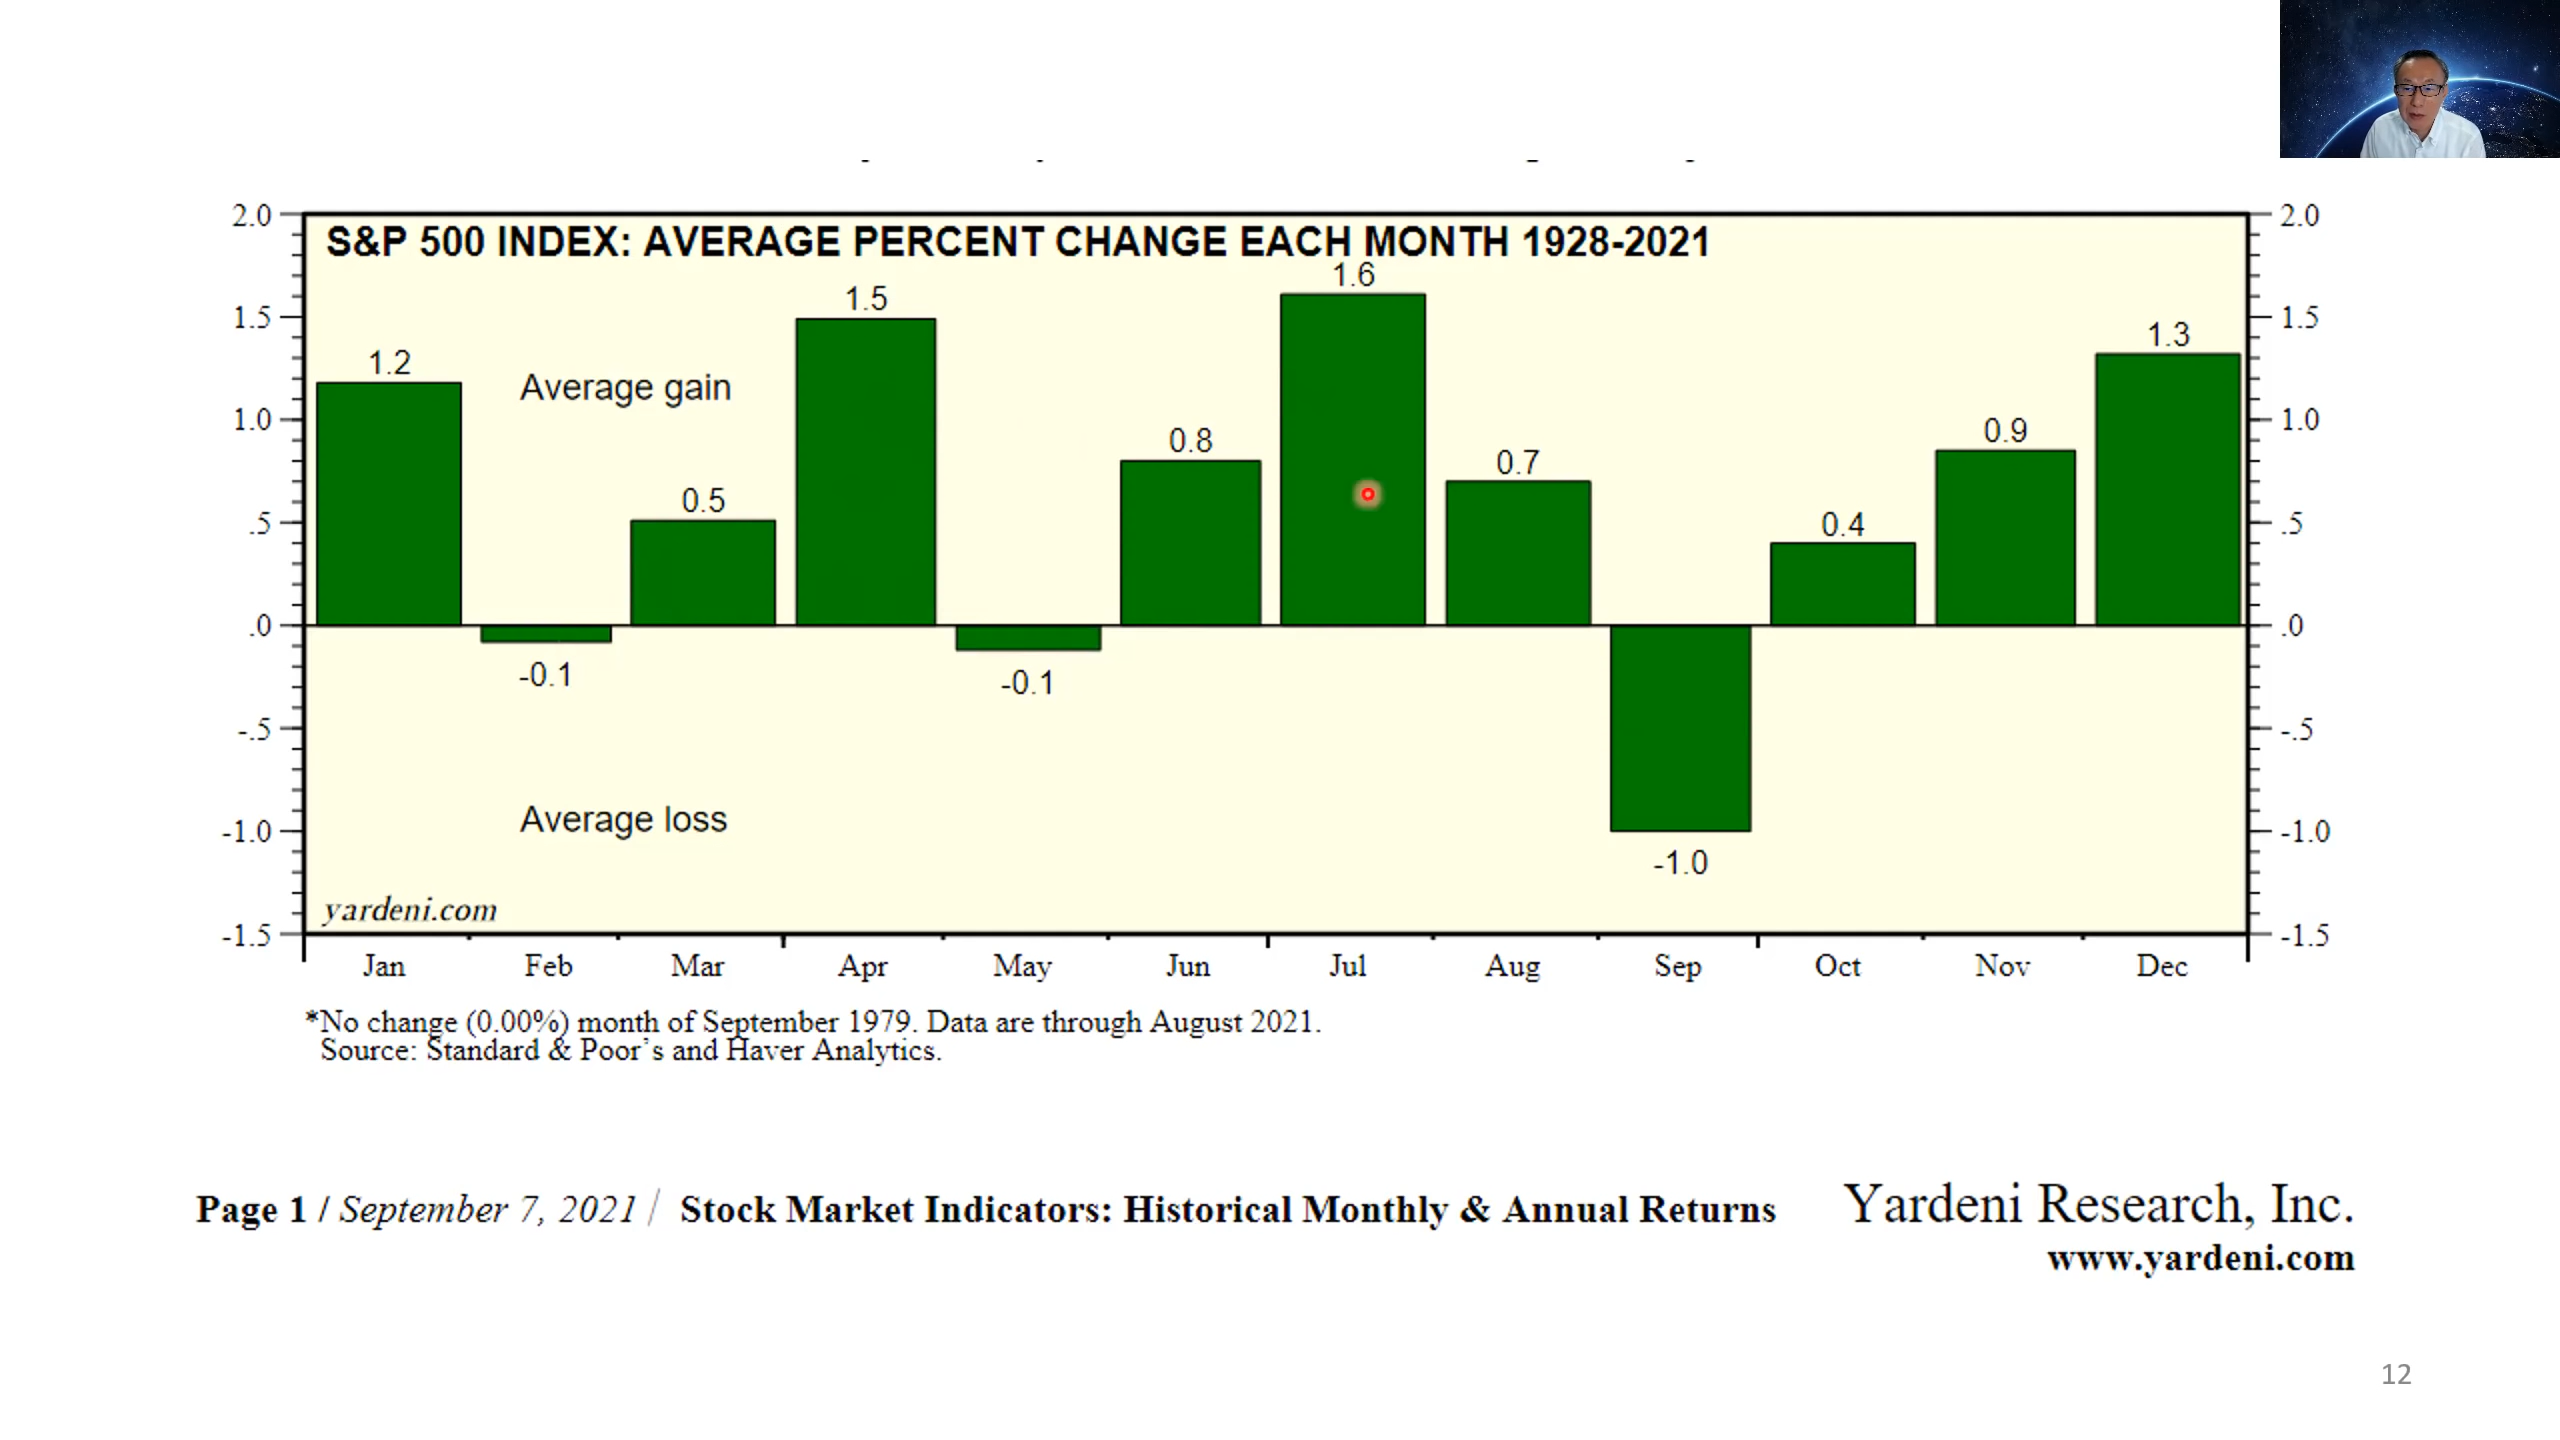 S&P 500 INDEX: AVERAGE PERCENT CHANGE EACH MONTH 1928-2021
2.0
1.5
1.0
.5
.0
-.5
-1.0
-1.5
1.2
-0.1
0.5
1.5
-0.1
0.8
1.6
0.7
-1.0
0.4
0.9
1.3
Average gain
Average loss
yardeni.com
2.0
1.5
1.0
.5
.0
-.5
-1.0
-1.5
Jan Feb Mar Apr May Jun Jul Aug Sep Oct Nov Dec
*No change (0.00%) month of September 1979. Data are through August 2021.
Source: Standard & Poor's and Haver Analytics.
Page 1 / September 7, 2021 / Stock Market Indicators: Historical Monthly & Annual Returns
Yardeni Research, Inc.
www.yardeni.com
12